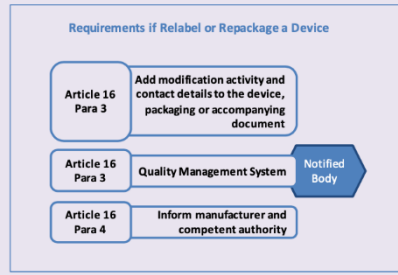 Requirements if Relabel or Repackage a Device
Article 16
Para 3
Add modification activity and
contact details to the device,
packaging or accompanying
document
Article 16
Para 3
Quality Management System
Notified
Body
Article 16
Para 4
Inform manufacturer and
competent authority